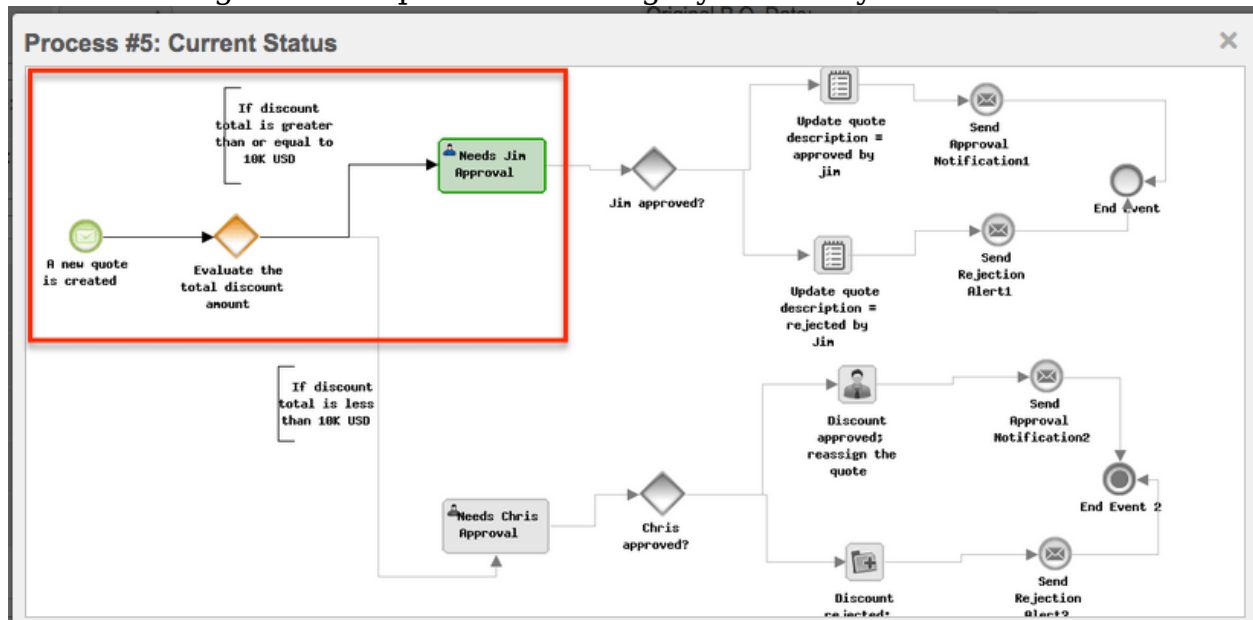 Process #5: Current Status
If discount
total is greater
than or equal to
10K USD
Needs Jim
Approval
A new quote
is created
Evaluate the
total discount
amount
Jim approved?
Update quote
description =
approved by
jim
Send
Approval
Notification1
End Event
Update quote
description =
rejected by
Jim
Send
Rejection
Alert1
If discount
total is less
than 10K USD
Needs Chris
Approval
Chris
approved?
Discount
approved;
reassign the
quote
Send
Approval
Notification2
End Event 2
Discount
rejected;
Send
Rejection
Alert2